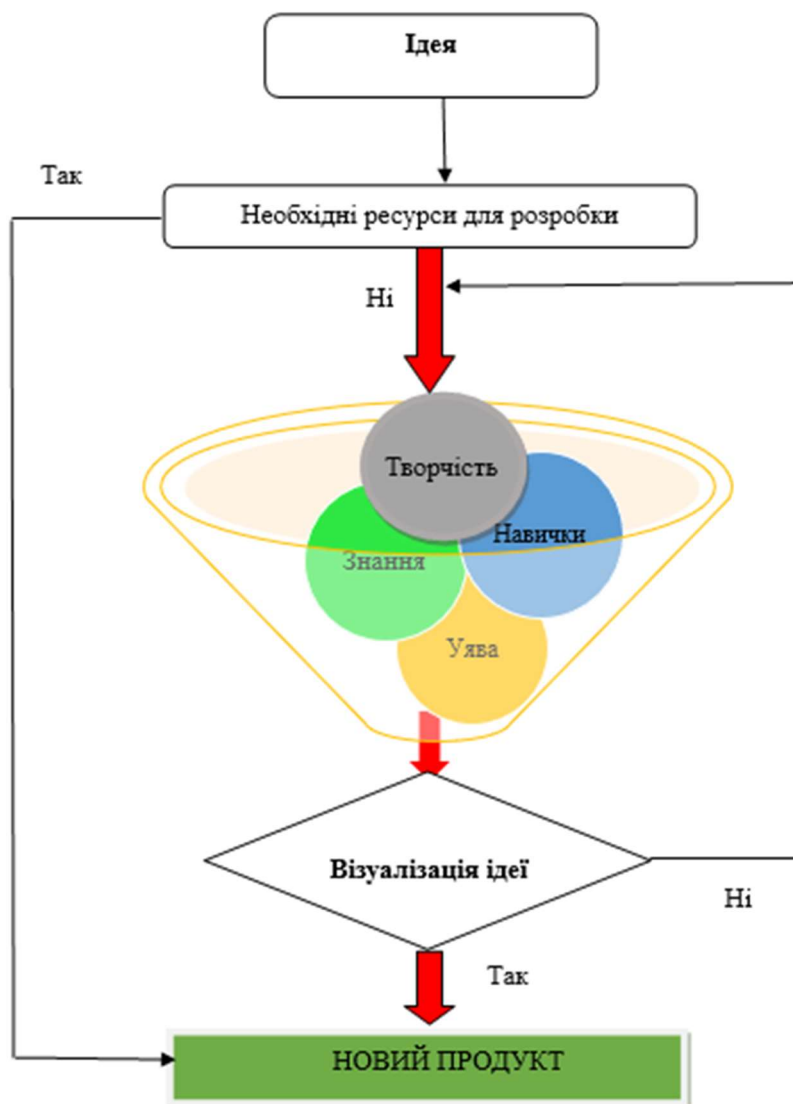 Ідея
Так
Необхідні ресурси для розробки
Ні
Творчість
Навички
Знання
Уява
Візуалізація ідеї
Ні
Так
НОВИЙ ПРОДУКТ